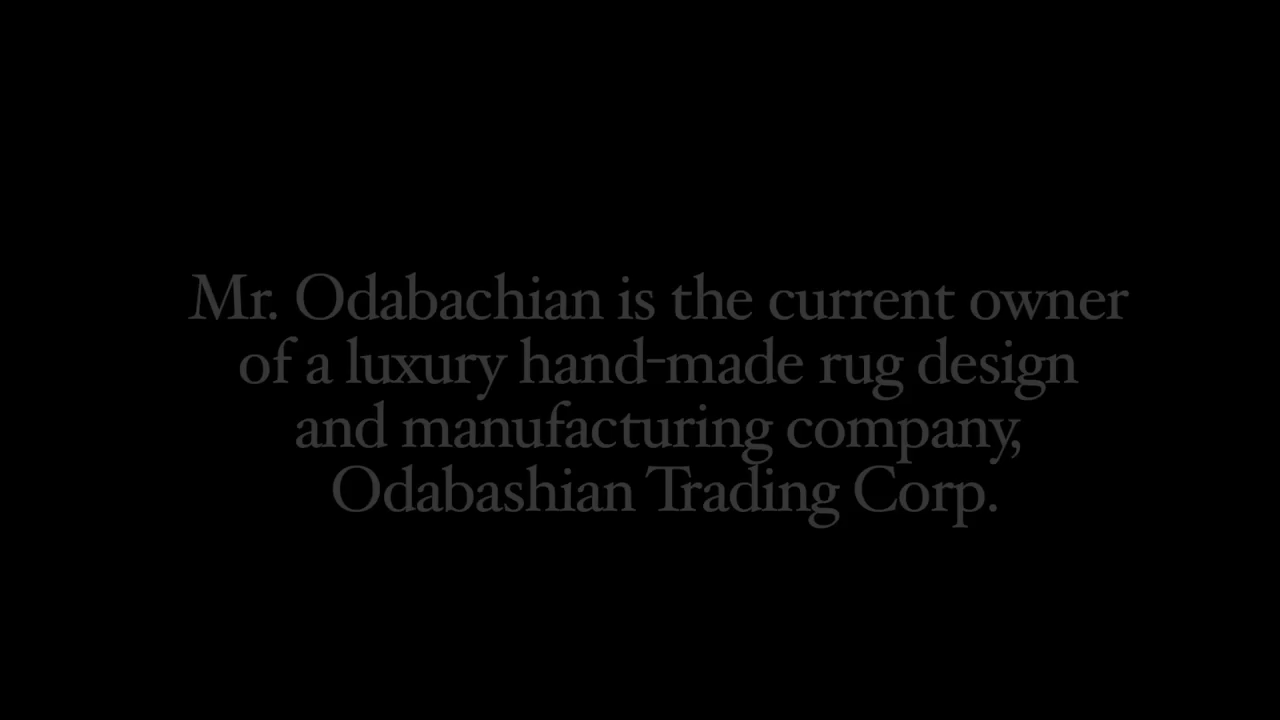 Mr. Odabachian is the current owner
of a luxury hand-made rug design
and manufacturing company,
Odabashian Trading Corp.